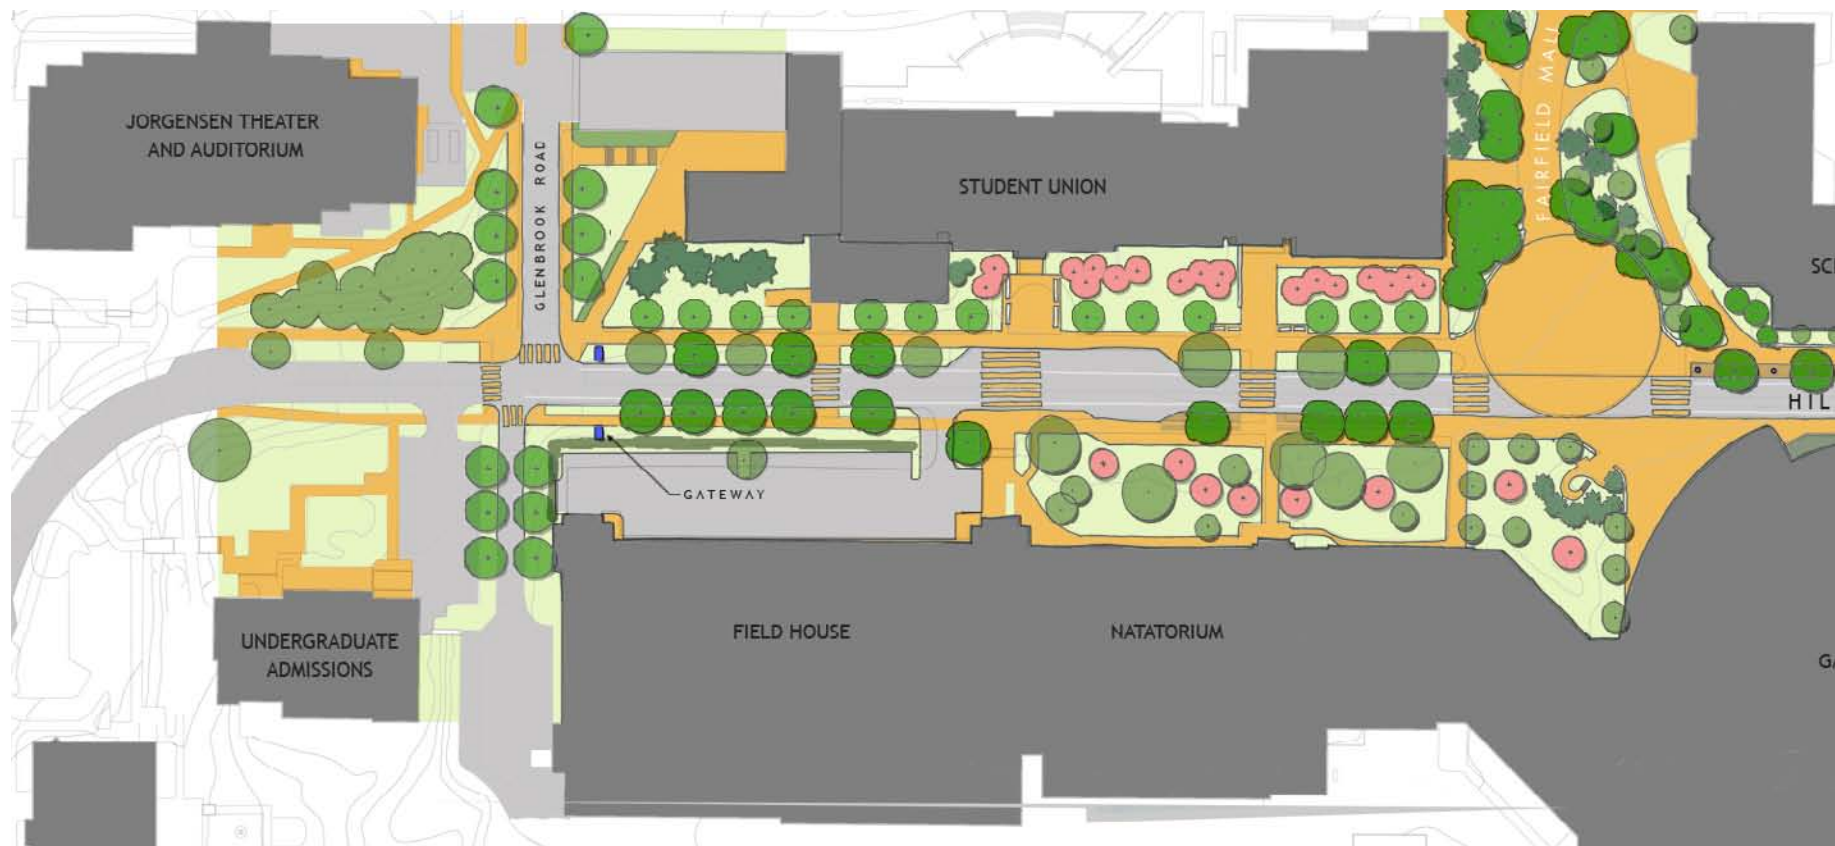 JORGENSEN THEATER
AND AUDITORIUM
GLENBROOK ROAD
STUDENT UNION
FAIRFIELD MALL
GATEWAY
UNDERGRADUATE
ADMISSIONS
FIELD HOUSE
NATATORIUM